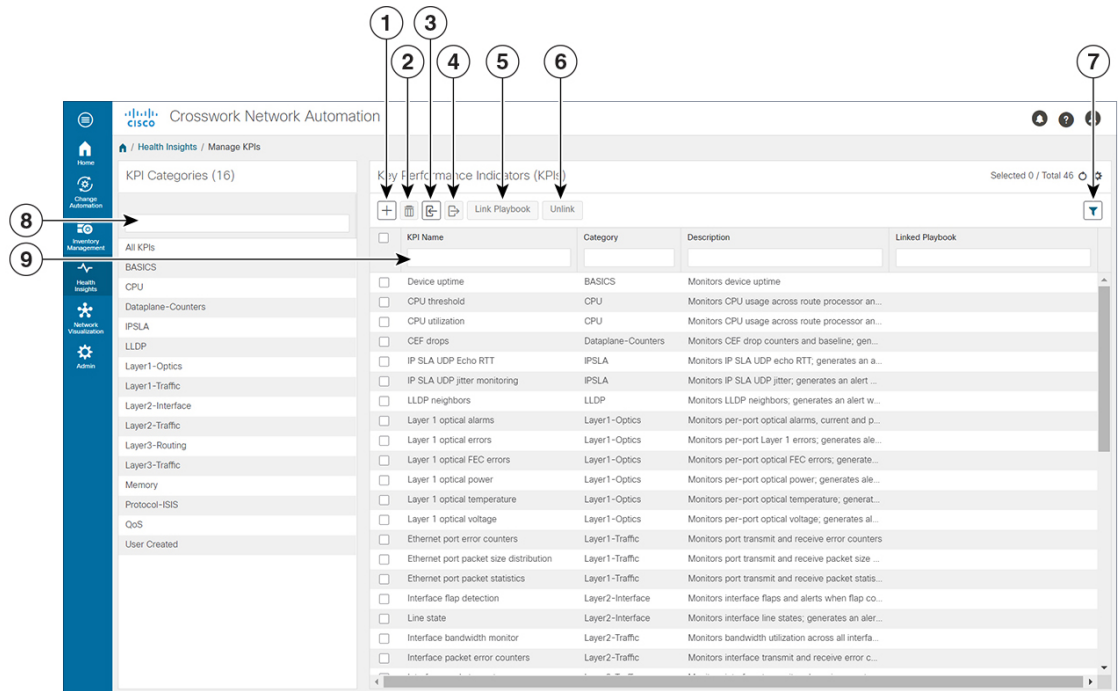 1
3
2
4
5
6
7
cisco Crosswork Network Automation
Home
Change Automation
Inventory Management
Health Insights
Network Visualization
Admin
/ Health Insights / Manage KPIs
KPI Categories (16)
8
9
All KPIs
BASICS
CPU
Dataplane-Counters
IPSLA
LLDP
Layer1-Optics
Layer1-Traffic
Layer2-Interface
Layer2-Traffic
Layer3-Routing
Layer3-Traffic
Memory
Protocol-ISIS
QoS
User Created
Key Performance Indicators (KPIs)
Selected 0 / Total 46
Link Playbook Unlink
KPI Name Category Description Linked Playbook
Device uptime BASICS Monitors device uptime
CPU threshold CPU Monitors CPU usage across route processor an...
CPU utilization CPU Monitors CPU usage across route processor an...
CEF drops Dataplane-Counters Monitors CEF drop counters and baseline; gen...
IP SLA UDP Echo RTT IPSLA Monitors IP SLA UDP echo RTT; generates an a...
IP SLA UDP jitter monitoring IPSLA Monitors IP SLA UDP jitter; generates an alert ...
LLDP neighbors LLDP Monitors LLDP neighbors; generates an alert w...
Layer 1 optical alarms Layer1-Optics Monitors per-port optical alarms, current and p...
Layer 1 optical errors Layer1-Optics Monitors per-port Layer 1 errors; generates ale...
Layer 1 optical FEC errors Layer1-Optics Monitors per-port optical FEC errors; generate...
Layer 1 optical power Layer1-Optics Monitors per-port optical power; generates ale...
Layer 1 optical temperature Layer1-Optics Monitors per-port optical temperature; generat...
Layer 1 optical voltage Layer1-Optics Monitors per-port optical voltage; generates al...
Ethernet port error counters Layer1-Traffic Monitors port transmit and receive error counters
Ethernet port packet size distribution Layer1-Traffic Monitors port transmit and receive packet size ...
Ethernet port packet statistics Layer1-Traffic Monitors port transmit and receive packet statis...
Interface flap detection Layer2-Interface Monitors interface flaps and alerts when flap co...
Line state Layer2-Interface Monitors interface line states; generates an aler...
Interface bandwidth monitor Layer2-Traffic Monitors bandwidth utilization across all interfa...
Interface packet error counters Layer2-Traffic Monitors interface transmit and receive error c...